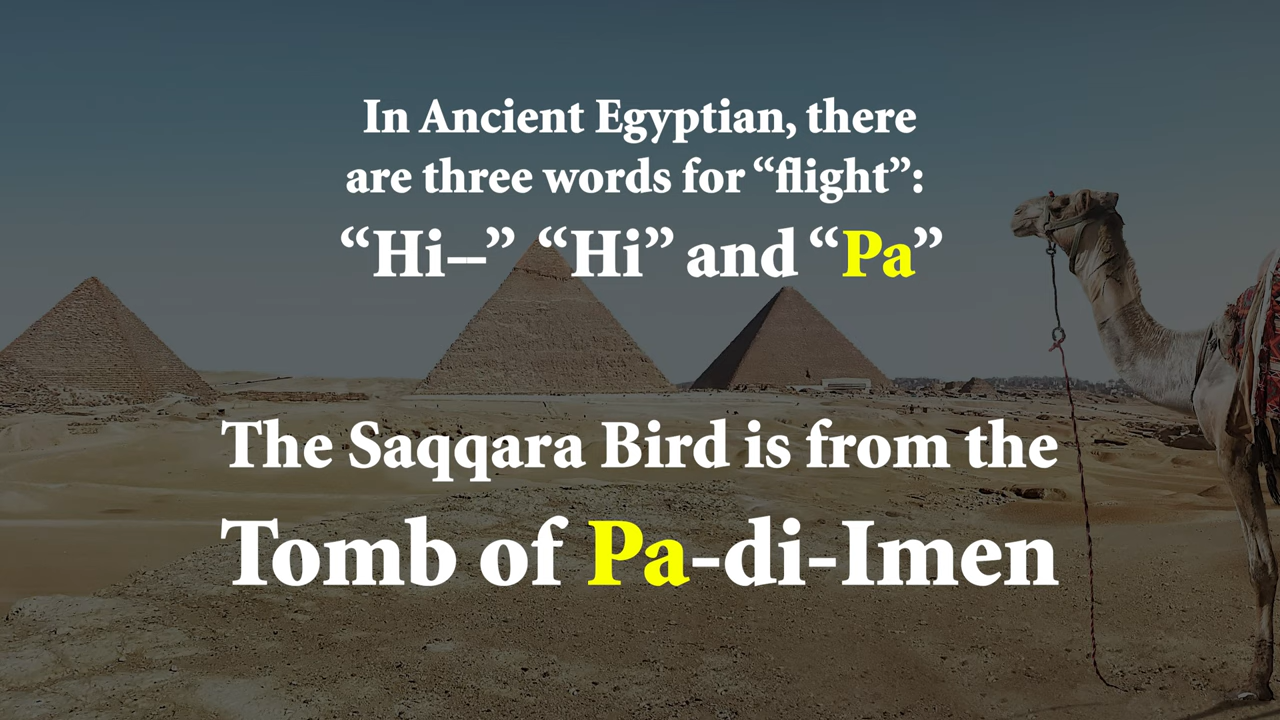 In Ancient Egyptian, there
are three words for “flight”:
“Hi--” “Hi” and “Pa”
The Saqqara Bird is from the
Tomb of Pa-di-Imen